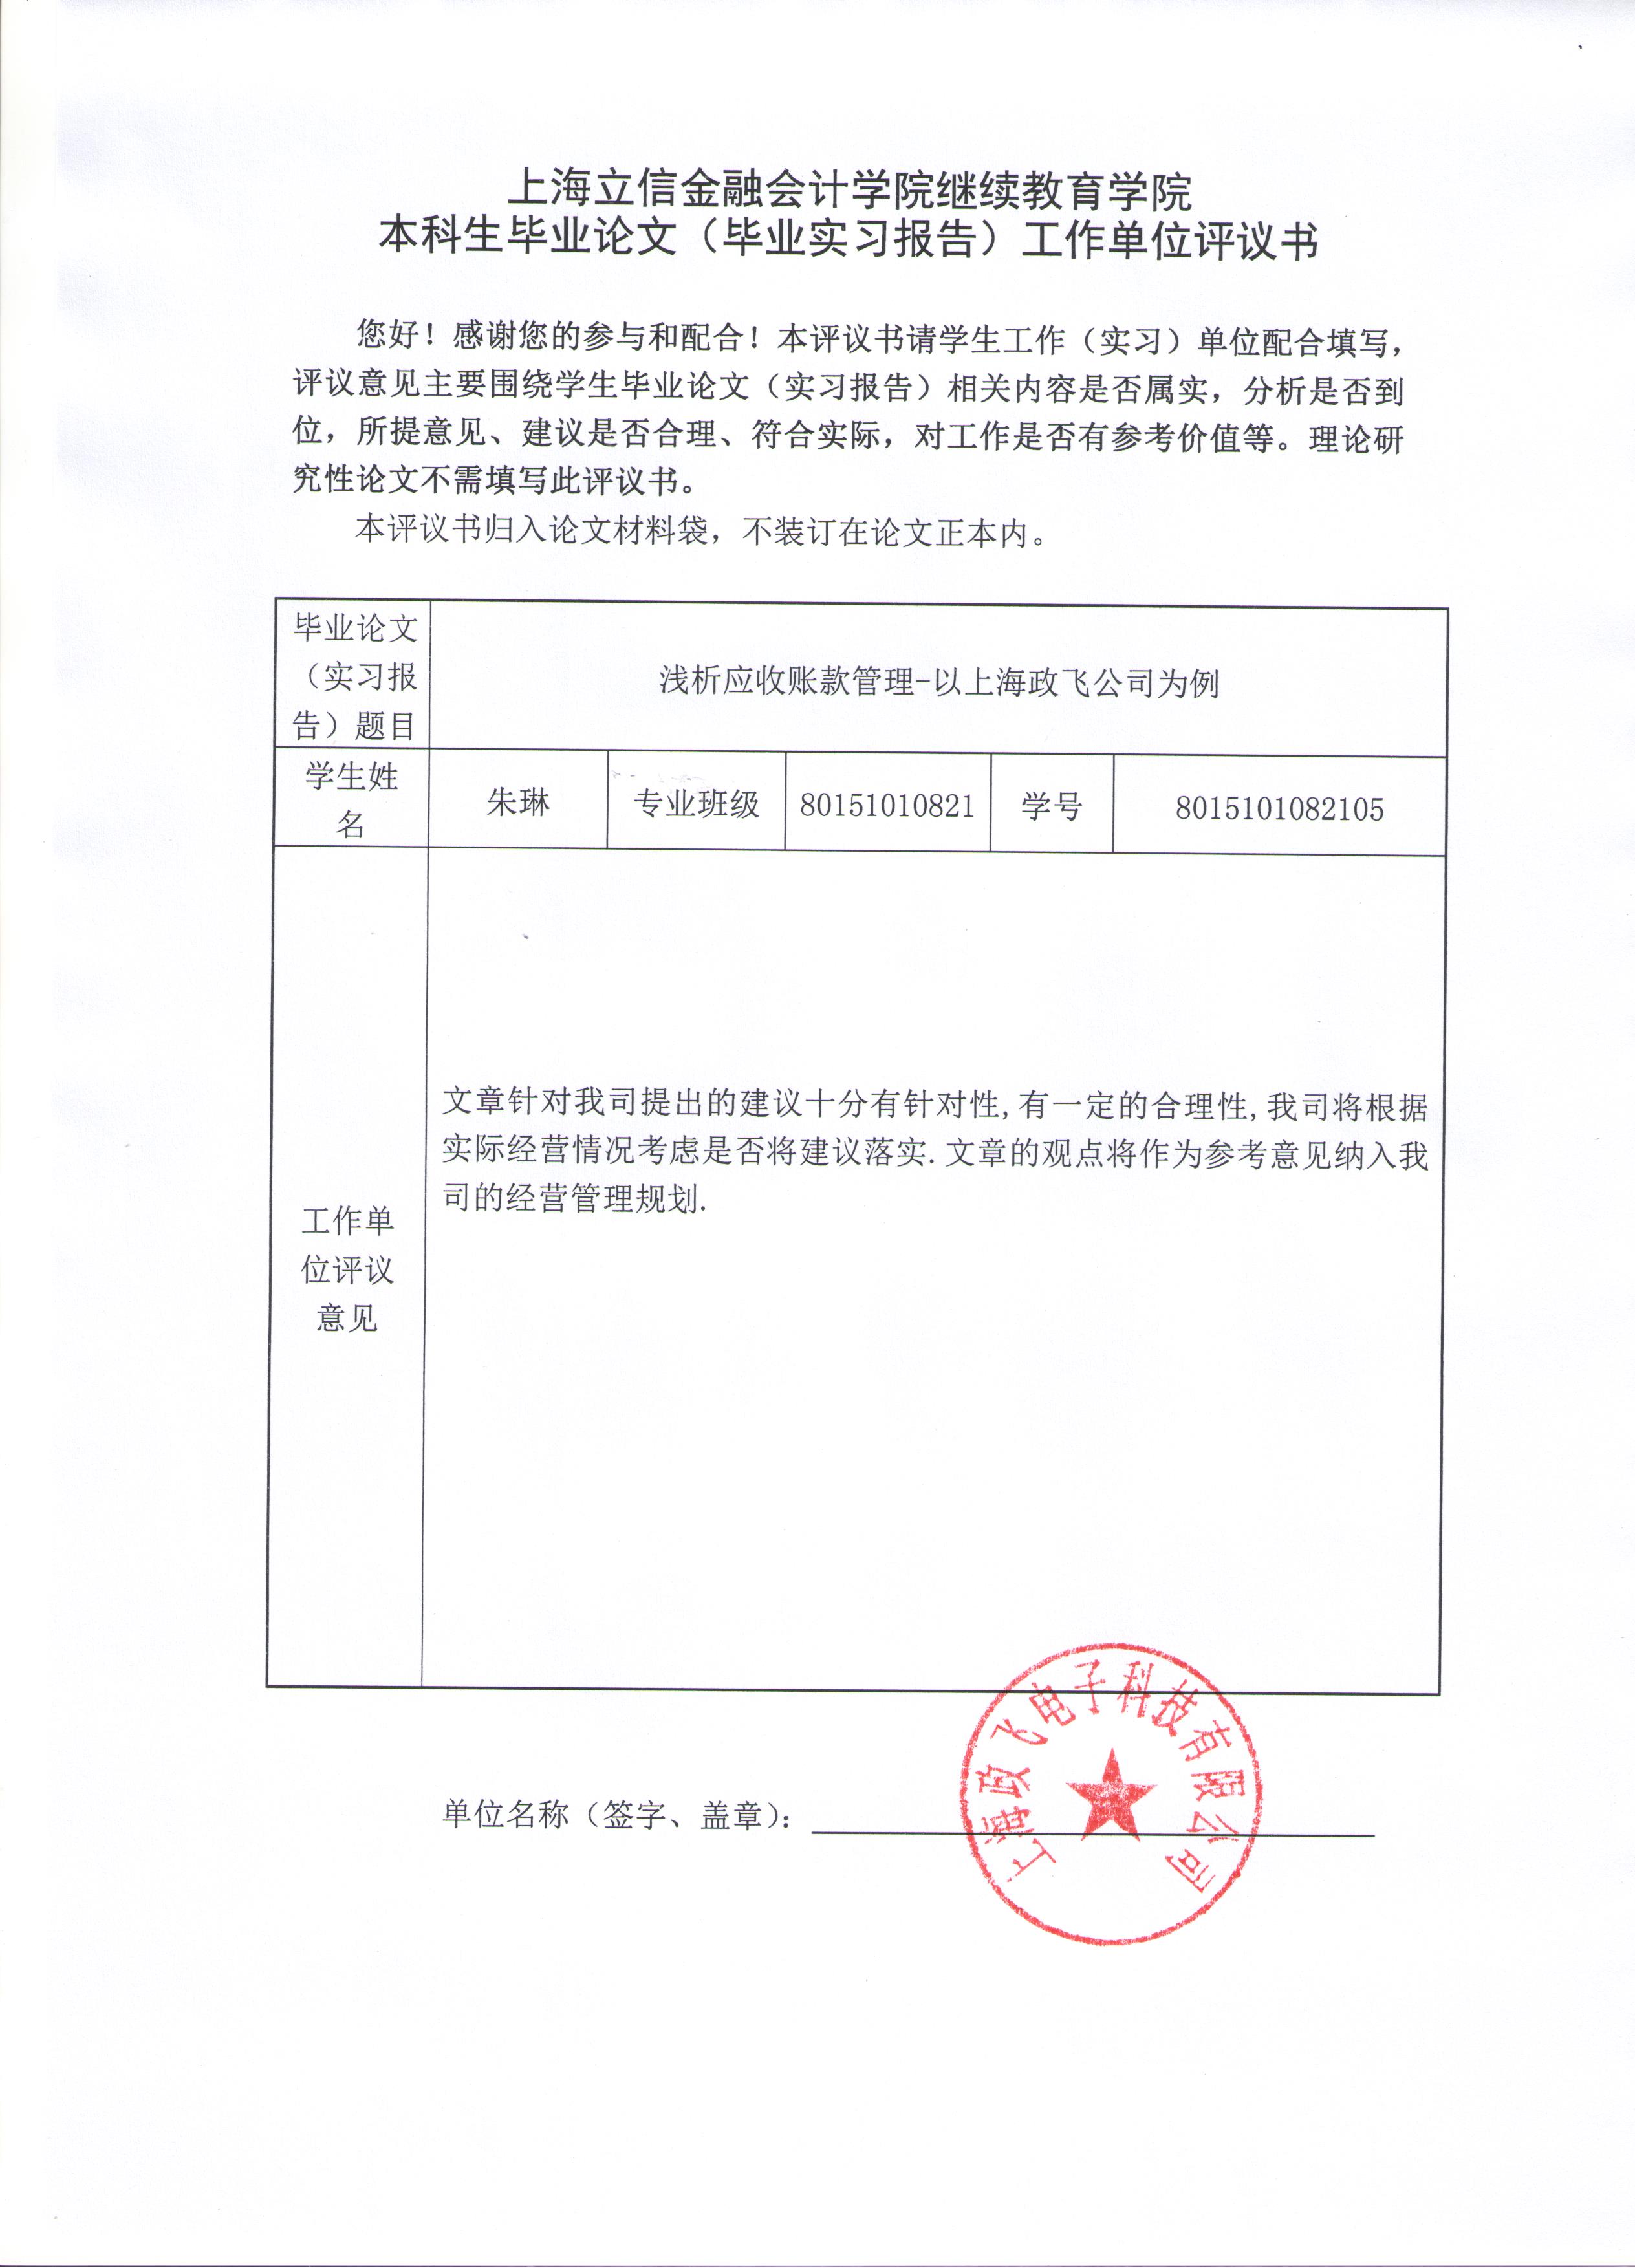 上海立信金融会计学院继续教育学院
本科生毕业论文（毕业实习报告）工作单位评议书
您好！感谢您的参与和配合！本评议书请学生工作（实习）单位配合填写，
评议意见主要围绕学生毕业论文（实习报告）相关内容是否属实，分析是否到
位，所提意见、建议是否合理、符合实际，对工作是否有参考价值等。理论研
究性论文不需填写此评议书。
本评议书归入论文材料袋，不装订在论文正本内。
毕业论文
（实习报
告）题目
浅析应收账款管理-以上海政飞公司为例
学生姓
名
朱琳
专业班级
80151010821
学号
8015101082105
工作单
位评议
意见
文章针对我司提出的建议十分有针对性,有一定的合理性,我司将根据
实际经营情况考虑是否将建议落实.文章的观点将作为参考意见纳入我
司的经营管理规划.
单位名称（签字、盖章）：
上海政飞电子科技有限公司